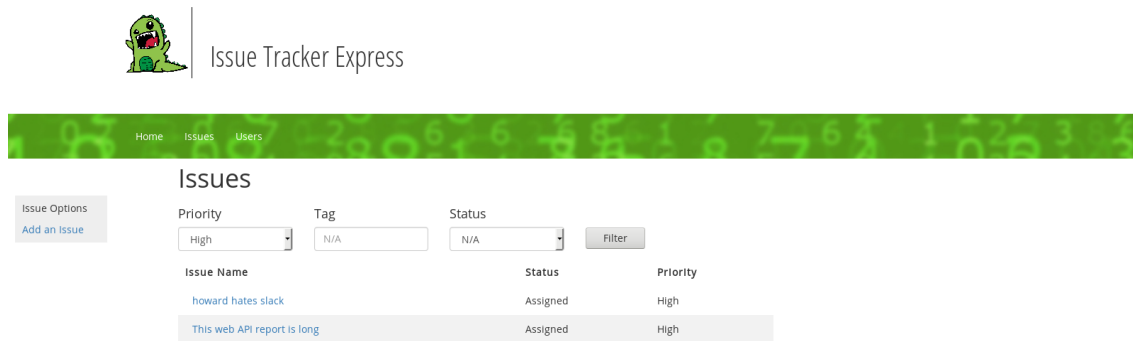 Issue Tracker Express
Home Issues Users
Issues
Issue Options
Add an Issue
Priority Tag Status
High N/A N/A Filter
Issue Name Status Priority
howard hates slack Assigned High
This web API report is long Assigned High